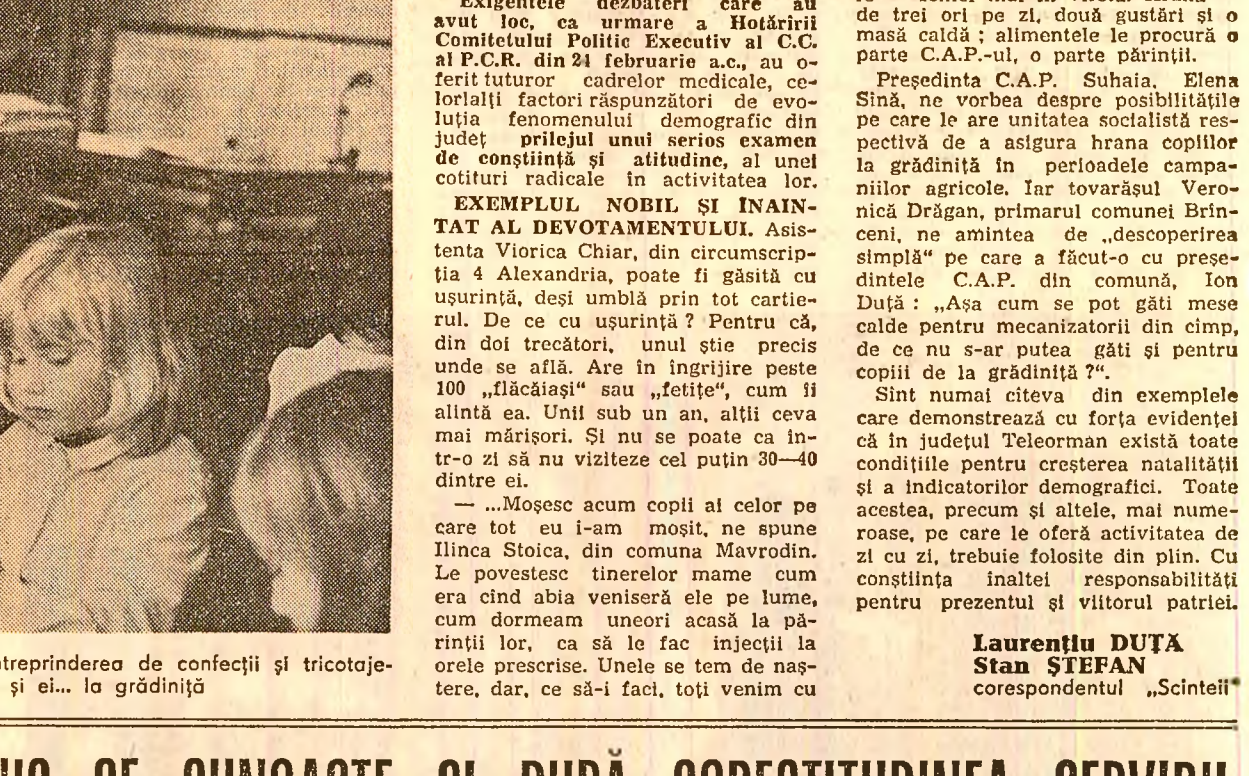 Exigențele dezbateri care au
avut loc, ca urmare a Hotărîrii
Comitetului Politic Executiv al C.C.
al P.C.R. din 21 februarie a.c., au o-
ferit tuturor cadrelor medicale, ce-
lorlalți factori răspunzători de evo-
luția fenomenului demografic din
județ prilejul unui serios examen
de conștiință și atitudine, al unei
cotituri radicale în activitatea lor.
EXEMPLUL NOBIL ȘI ÎNAIN-
TAT AL DEVOTAMENTULUI. Asis-
tenta Viorica Chiar, din circumscrip-
ția 4 Alexandria, poate fi găsită cu
ușurință, deși umblă prin tot cartie-
rul. De ce cu ușurință ? Pentru că,
din doi trecători, unul știe precis
unde se află. Are în îngrijire peste
100 „flăcăiași“ sau „fetițe“, cum îi
alintă ea. Unii sub un an, alții ceva
mai mărișori. Și nu se poate ca în-
tr-o zi să nu viziteze cel puțin 30—40
dintre ei.
— ...Moșesc acum copii ai celor pe
care tot eu i-am moșit, ne spune
Ilinca Stoica, din comuna Mavrodin.
Le povestesc tinerelor mame cum
era cînd abia veniseră ele pe lume,
cum dormeam uneori acasă la pă-
rinții lor, ca să le fac injecții la
orele prescrise. Unele se tem de naș-
tere, dar, ce să-i faci, toți venim cu
de trei ori pe zi, două gustări și o
masă caldă ; alimentele le procură o
parte C.A.P.-ul, o parte părinții.
Președinta C.A.P. Suhaia, Elena
Sină, ne vorbea despre posibilitățile
pe care le are unitatea socialistă res-
pectivă de a asigura hrana copiilor
la grădiniță în perioadele campa-
niilor agricole. Iar tovarășul Vero-
nică Drăgan, primarul comunei Brîn-
ceni, ne amintea de „descoperirea
simplă“ pe care a făcut-o cu preșe-
dintele C.A.P. din comună, Ion
Duță : „Așa cum se pot găti mese
calde pentru mecanizatorii din cîmp,
de ce nu s-ar putea găti și pentru
copiii de la grădiniță ?“.
Sînt numai cîteva din exemplele
care demonstrează cu forța evidenței
că în județul Teleorman există toate
condițiile pentru creșterea natalității
și a indicatorilor demografici. Toate
acestea, precum și altele, mai nume-
roase, pe care le oferă activitatea de
zi cu zi, trebuie folosite din plin. Cu
conștiința înaltei responsabilități
pentru prezentul și viitorul patriei.
Laurențiu DUȚĂ
Stan ȘTEFAN
corespondentul „Scînteii“
ntreprinderea de confecții și tricotaje-
și ei... la grădiniță
SE CUNOAȘTE ȘI DUPĂ CORECTITUDINEA SERVIRII